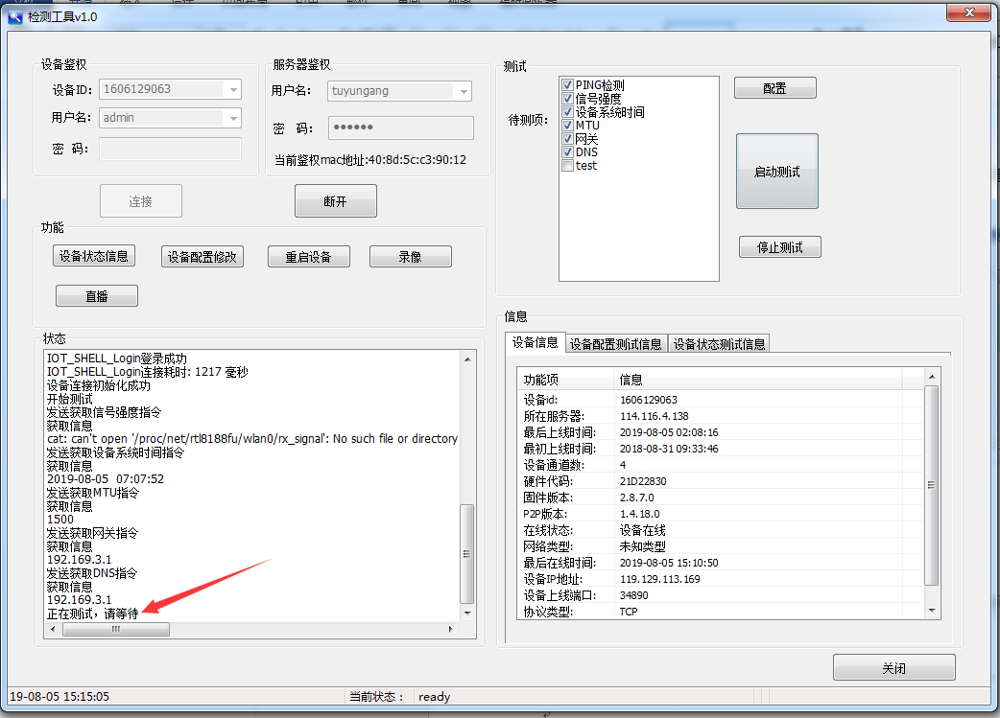 检测工具v1.0
设备鉴权
设备ID:
1606129063
用户名:
admin
密 码:
服务器鉴权
用户名:
tuyungang
密 码:
••••••
当前鉴权mac地址:40:8d:5c:c3:90:12
连接
断开
功能
设备状态信息
设备配置修改
重启设备
录像
直播
测试
待测项:
PING检测
信号强度
设备系统时间
MTU
网关
DNS
test
配置
启动测试
停止测试
状态
IOT_SHELL_Login登录成功
IOT_SHELL_Login连接耗时: 1217 毫秒
设备连接初始化成功
开始测试
发送获取信号强度指令
获取信息
cat: can't open '/proc/net/rtl8188fu/wlan0/rx_signal': No such file or directory
发送获取设备系统时间指令
获取信息
2019-08-05 07:07:52
发送获取MTU指令
获取信息
1500
发送获取网关指令
获取信息
192.169.3.1
发送获取DNS指令
获取信息
192.169.3.1
正在测试，请等待
信息
设备信息
设备配置测试信息
设备状态测试信息
功能项 信息
设备id: 1606129063
所在服务器: 114.116.4.138
最后上线时间: 2019-08-05 02:08:16
最初上线时间: 2018-08-31 09:33:46
设备通道数: 4
硬件代码: 21D22830
固件版本: 2.8.7.0
P2P版本: 1.4.18.0
在线状态: 设备在线
网络类型: 未知类型
最后在线时间: 2019-08-05 15:10:50
设备IP地址: 119.129.113.169
设备上线端口: 34890
协议类型: TCP
关闭
19-08-05 15:15:05
当前状态：
ready